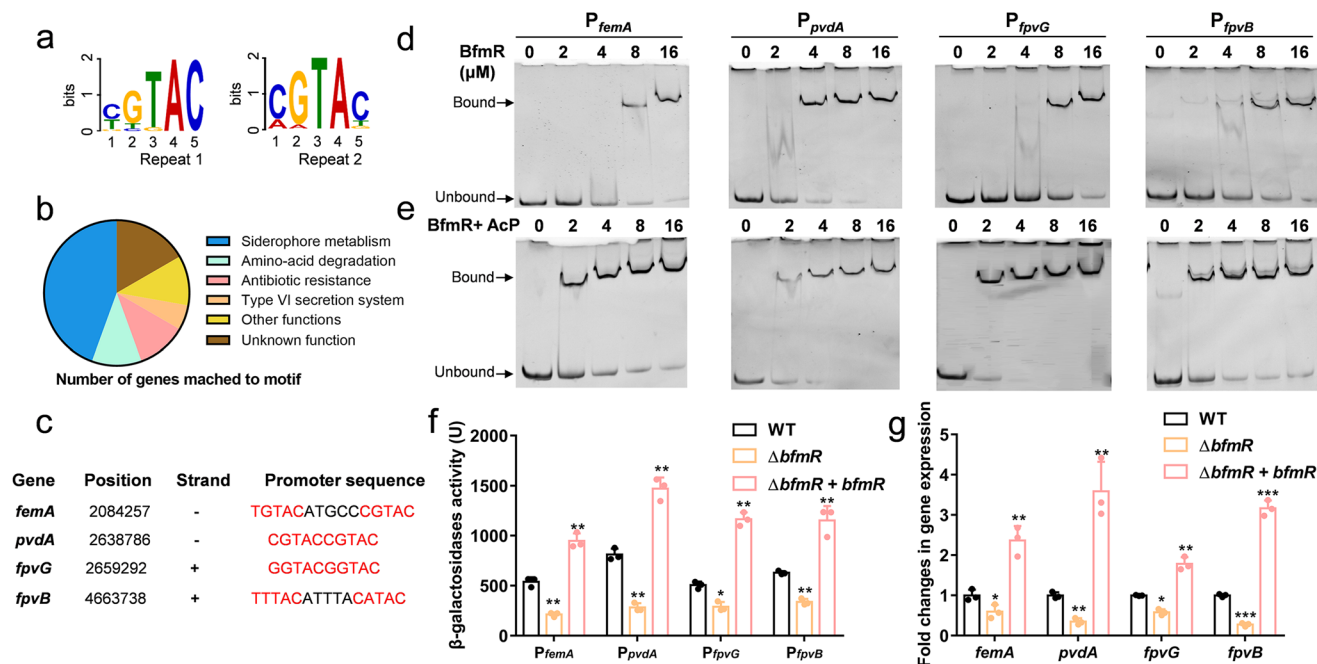 a
bits
2
1
0
1 2 3 4 5
Repeat 1
bits
2
1
0
1 2 3 4 5
Repeat 2
b
Siderophore metablism
Amino-acid degradation
Antibiotic resistance
Type VI secretion system
Other functions
Unknown function
Number of genes mached to motif
c
Gene Position Strand Promoter sequence
femA 2084257 - TGTACATGCCCGTAC
pvdA 2638786 - CGTACCGTAC
fpvG 2659292 + GGTACGGTAC
fpvB 4663738 + TTTACATTTACATAC
d
PfemA PpvdA PfpvG PfpvB
BfmR (μM)
0 2 4 8 16 0 2 4 8 16 0 2 4 8 16 0 2 4 8 16
Bound
Unbound
e
BfmR+ AcP
0 2 4 8 16 0 2 4 8 16 0 2 4 8 16 0 2 4 8 16
Bound
Unbound
f
β-galactosidases activity (U)
2000
1500
1000
500
0
WT
ΔbfmR
ΔbfmR + bfmR
** ** ** ** * ** ** **
PfemA PpvdA PfpvG PfpvB
g
Fold changes in gene expression
5
4
3
2
1
0
WT
ΔbfmR
ΔbfmR + bfmR
* ** ** ** * ** *** ***
femA pvdA fpvG fpvB